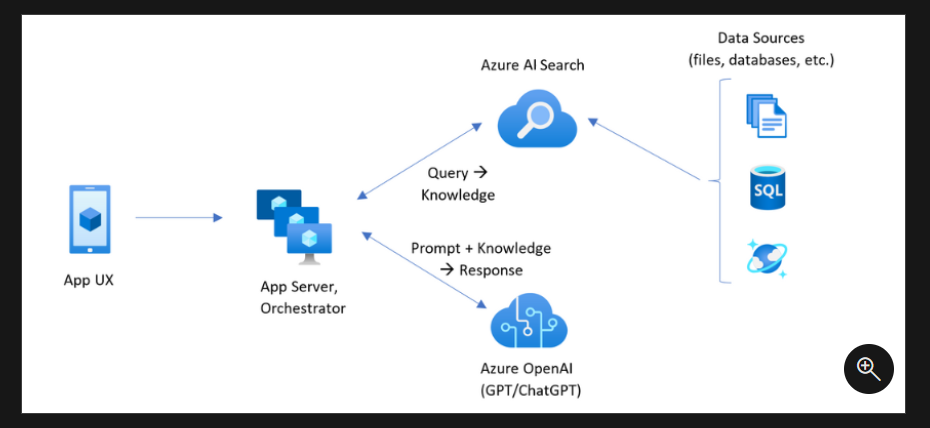 Data Sources
(files, databases, etc.)
Azure AI Search
SQL
Query →
Knowledge
Prompt + Knowledge
→ Response
App UX
App Server,
Orchestrator
Azure OpenAI
(GPT/ChatGPT)